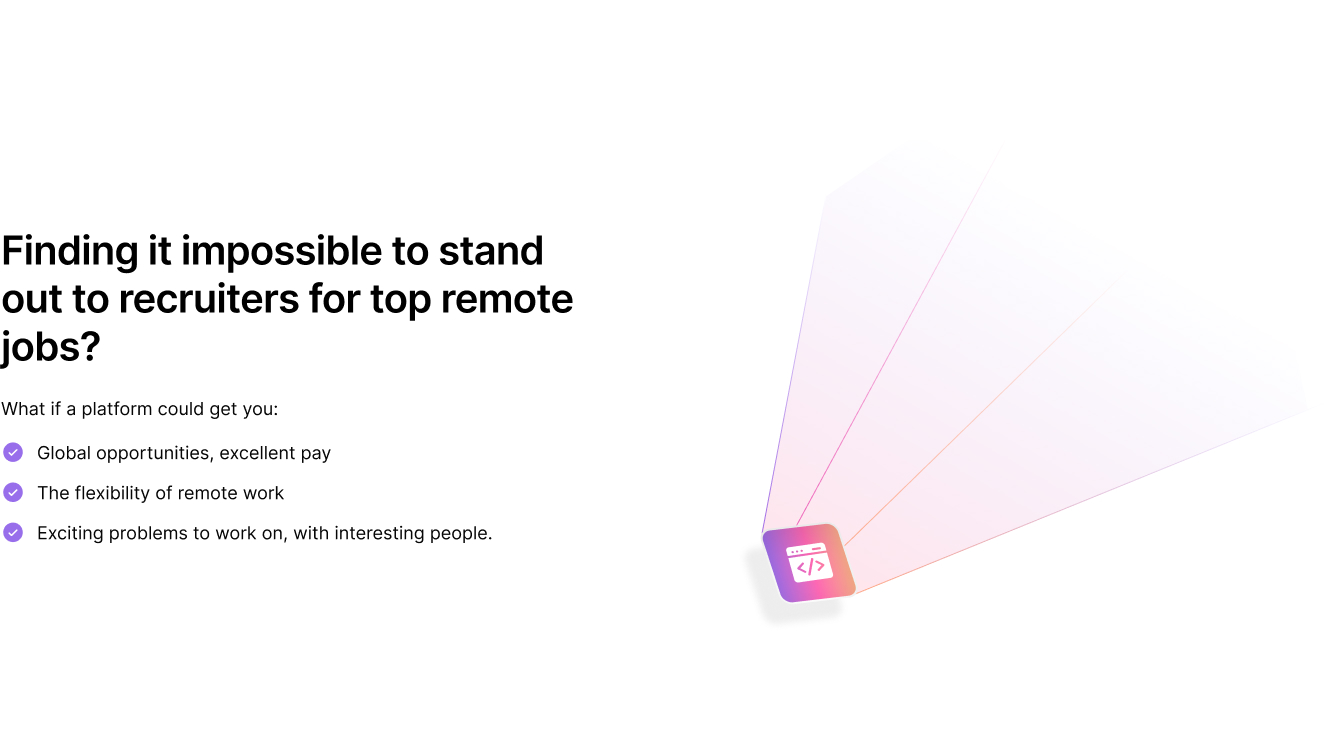 Finding it impossible to stand
out to recruiters for top remote
jobs?
What if a platform could get you:
Global opportunities, excellent pay
The flexibility of remote work
Exciting problems to work on, with interesting people.